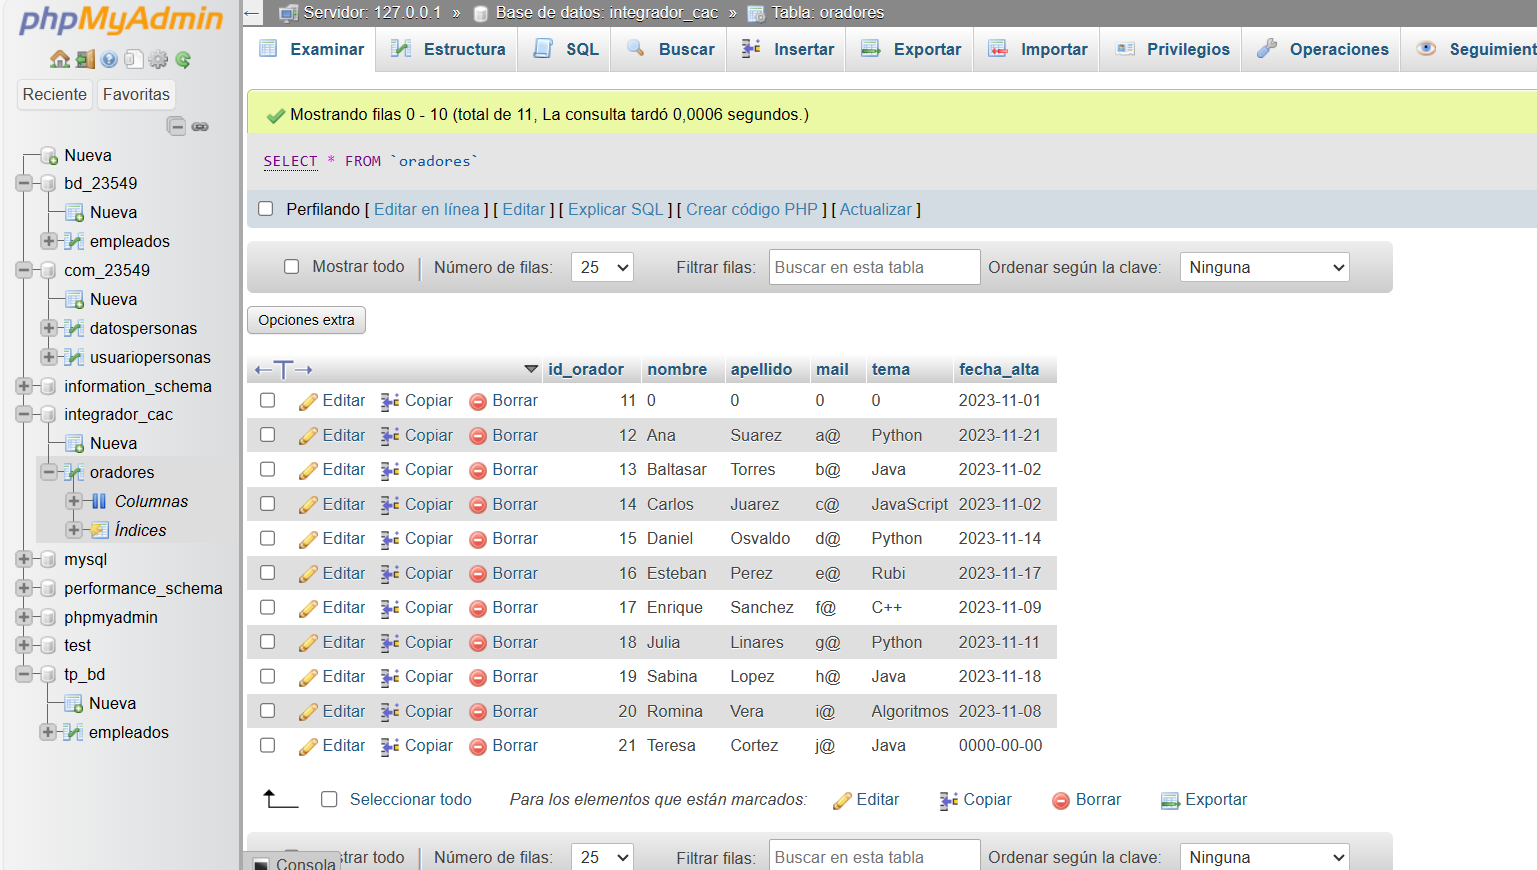 phpMyAdmin
Reciente Favoritas
Nueva
bd_23549
Nueva
empleados
com_23549
Nueva
datospersonas
usuariopersonas
information_schema
integrador_cac
Nueva
oradores
Columnas
Índices
mysql
performance_schema
phpmyadmin
test
tp_bd
Nueva
empleados
← Servidor: 127.0.0.1 » Base de datos: integrador_cac » Tabla: oradores
Examinar Estructura SQL Buscar Insertar Exportar Importar Privilegios Operaciones Seguimient
Mostrando filas 0 - 10 (total de 11, La consulta tardó 0,0006 segundos.)
SELECT * FROM `oradores`
Perfilando [ Editar en línea ] [ Editar ] [ Explicar SQL ] [ Crear código PHP ] [ Actualizar ]
Mostrar todo | Número de filas: 25 Filtrar filas: Buscar en esta tabla Ordenar según la clave: Ninguna
Opciones extra
←T→ id_orador nombre apellido mail tema fecha_alta
Editar Copiar Borrar 11 0 0 0 0 2023-11-01
Editar Copiar Borrar 12 Ana Suarez a@ Python 2023-11-21
Editar Copiar Borrar 13 Baltasar Torres b@ Java 2023-11-02
Editar Copiar Borrar 14 Carlos Juarez c@ JavaScript 2023-11-02
Editar Copiar Borrar 15 Daniel Osvaldo d@ Python 2023-11-14
Editar Copiar Borrar 16 Esteban Perez e@ Rubi 2023-11-17
Editar Copiar Borrar 17 Enrique Sanchez f@ C++ 2023-11-09
Editar Copiar Borrar 18 Julia Linares g@ Python 2023-11-11
Editar Copiar Borrar 19 Sabina Lopez h@ Java 2023-11-18
Editar Copiar Borrar 20 Romina Vera i@ Algoritmos 2023-11-08
Editar Copiar Borrar 21 Teresa Cortez j@ Java 0000-00-00
Seleccionar todo Para los elementos que están marcados: Editar Copiar Borrar Exportar
strar todo | Número de filas: 25 Filtrar filas: Buscar en esta tabla Ordenar según la clave: Ninguna
Consola